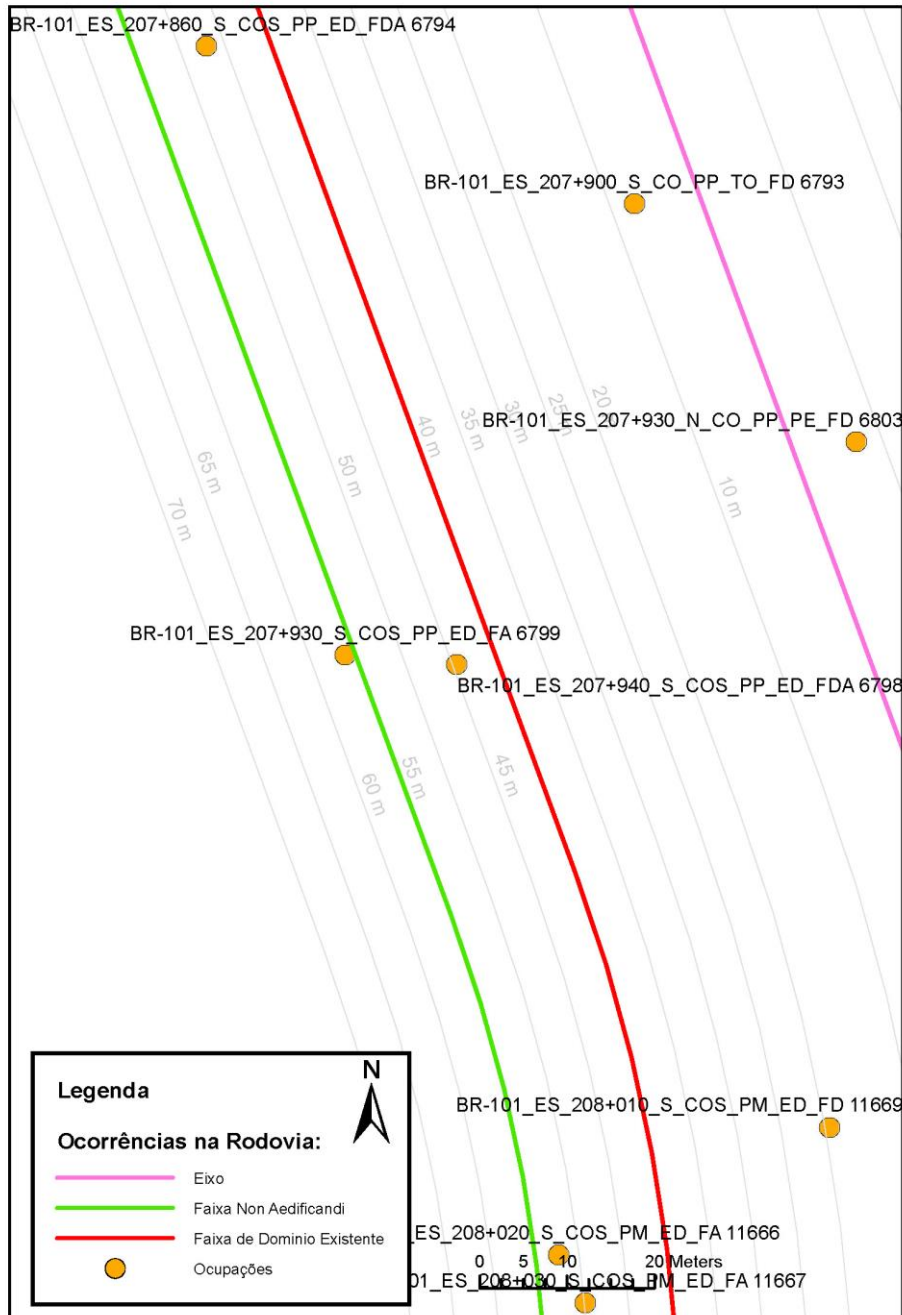 BR-101_ES_207+860_S_COS_PP_ED_FDA 6794
BR-101_ES_207+900_S_CO_PP_TO_FD 6793
BR-101_ES_207+930_N_CO_PP_PE_FD 6803
40 m
35 m
30 m
25 m
20 m
10 m
50 m
65 m
70 m
BR-101_ES_207+930_S_COS_PP_ED_FA 6799
BR-101_ES_207+940_S_COS_PP_ED_FDA 6798
45 m
55 m
60 m
BR-101_ES_208+010_S_COS_PM_ED_FD 11669
_ES_208+020_S_COS_PM_ED_FA 11666
0 5 10 20 Meters
01_ES_208+030_S_COS_PM_ED_FA 11667
Legenda
N
Ocorrências na Rodovia:
Eixo
Faixa Non Aedificandi
Faixa de Dominio Existente
Ocupações